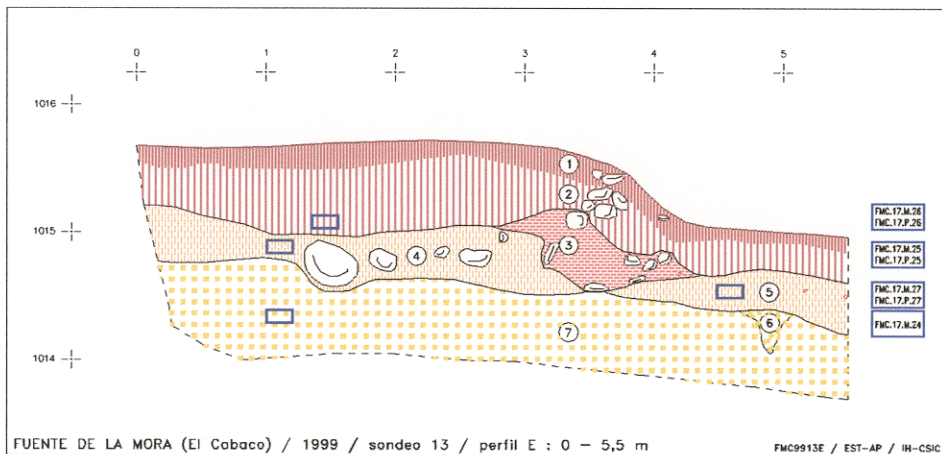 0 1 2 3 4 5
1016
1
2
FMC.17.M.26
FMC.17.P.26
1015
3
FMC.17.M.25
FMC.17.P.25
4
5
FMC.17.M.27
FMC.17.P.27
6
FMC.17.M.24
7
1014
FUENTE DE LA MORA (El Cabaco) / 1999 / sondeo 13 / perfil E : 0 – 5,5 m
FMC9913E / EST-AP / IH-CSIC